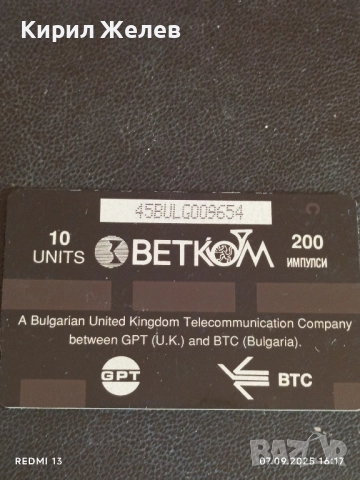 Кирил Желев
45BULG009654
10 UNITS
BETKOM
200 ИМПУЛСИ
A Bulgarian United Kingdom Telecommunication Company
between GPT (U.K.) and BTC (Bulgaria).
GPT
BTC
REDMI 13
07.09.2025 16:17
БАZАР